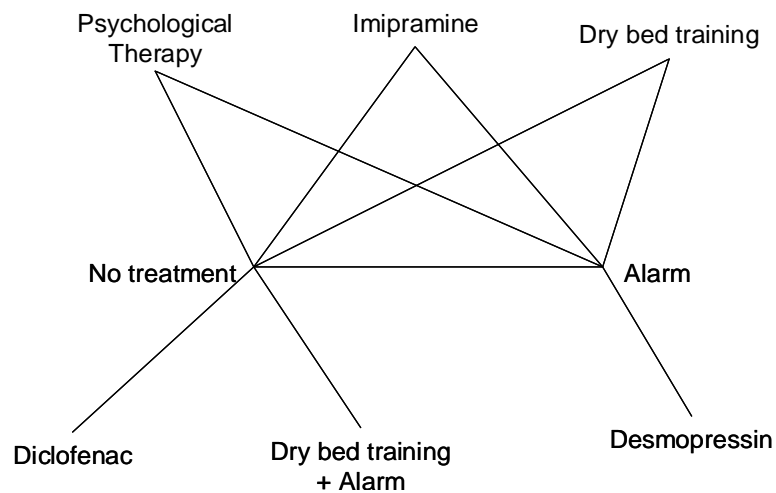 Psychological
Therapy
Imipramine
Dry bed training
No treatment
Alarm
Diclofenac
Dry bed training
+ Alarm
Desmopressin